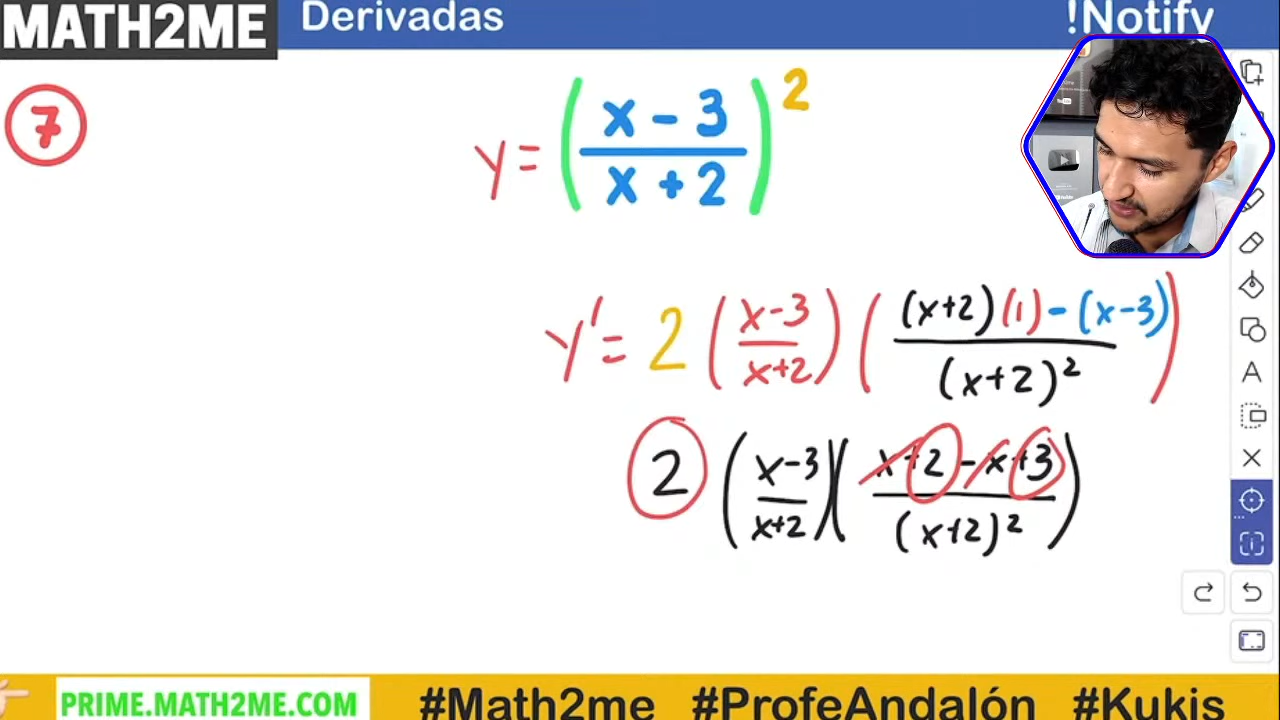 MATH2ME Derivadas !Notify
7
y = ( x - 3 / x + 2 )²
y' = 2 ( x-3 / x+2 ) ( (x+2)(1) - (x-3) / (x+2)² )
2 ( x-3 / x+2 )( x+2 - x+3 / (x+2)² )
PRIME.MATH2ME.COM #Math2me #ProfeAndalón #Kukis